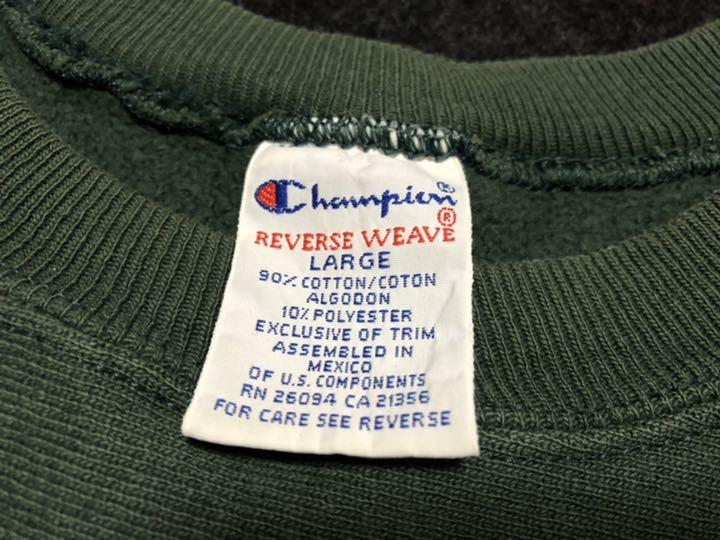 Champion®
REVERSE WEAVE®
LARGE
90% COTTON/COTON
ALGODON
10% POLYESTER
EXCLUSIVE OF TRIM
ASSEMBLED IN
MEXICO
OF U.S. COMPONENTS
RN 26094 CA 21356
FOR CARE SEE REVERSE